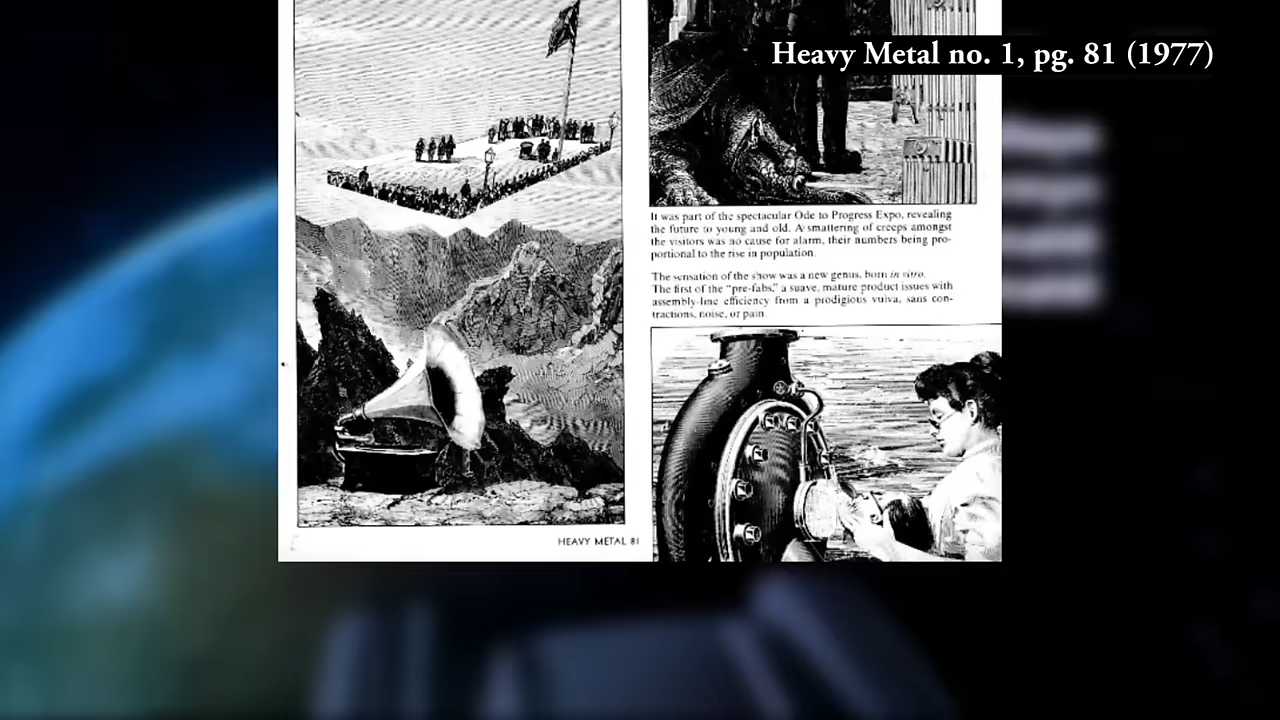 Heavy Metal no. 1, pg. 81 (1977)
It was part of the spectacular Ode to Progress Expo, revealing
the future to young and old. A smattering of creeps amongst
the visitors was no cause for alarm, their numbers being pro-
portional to the rise in population.
The sensation of the show was a new genus, born in vitro.
The first of the "pre-fabs," a suave, mature product issues with
assembly-line efficiency from a prodigious vulva, sans con-
tractions, noise, or pain.
HEAVY METAL 81